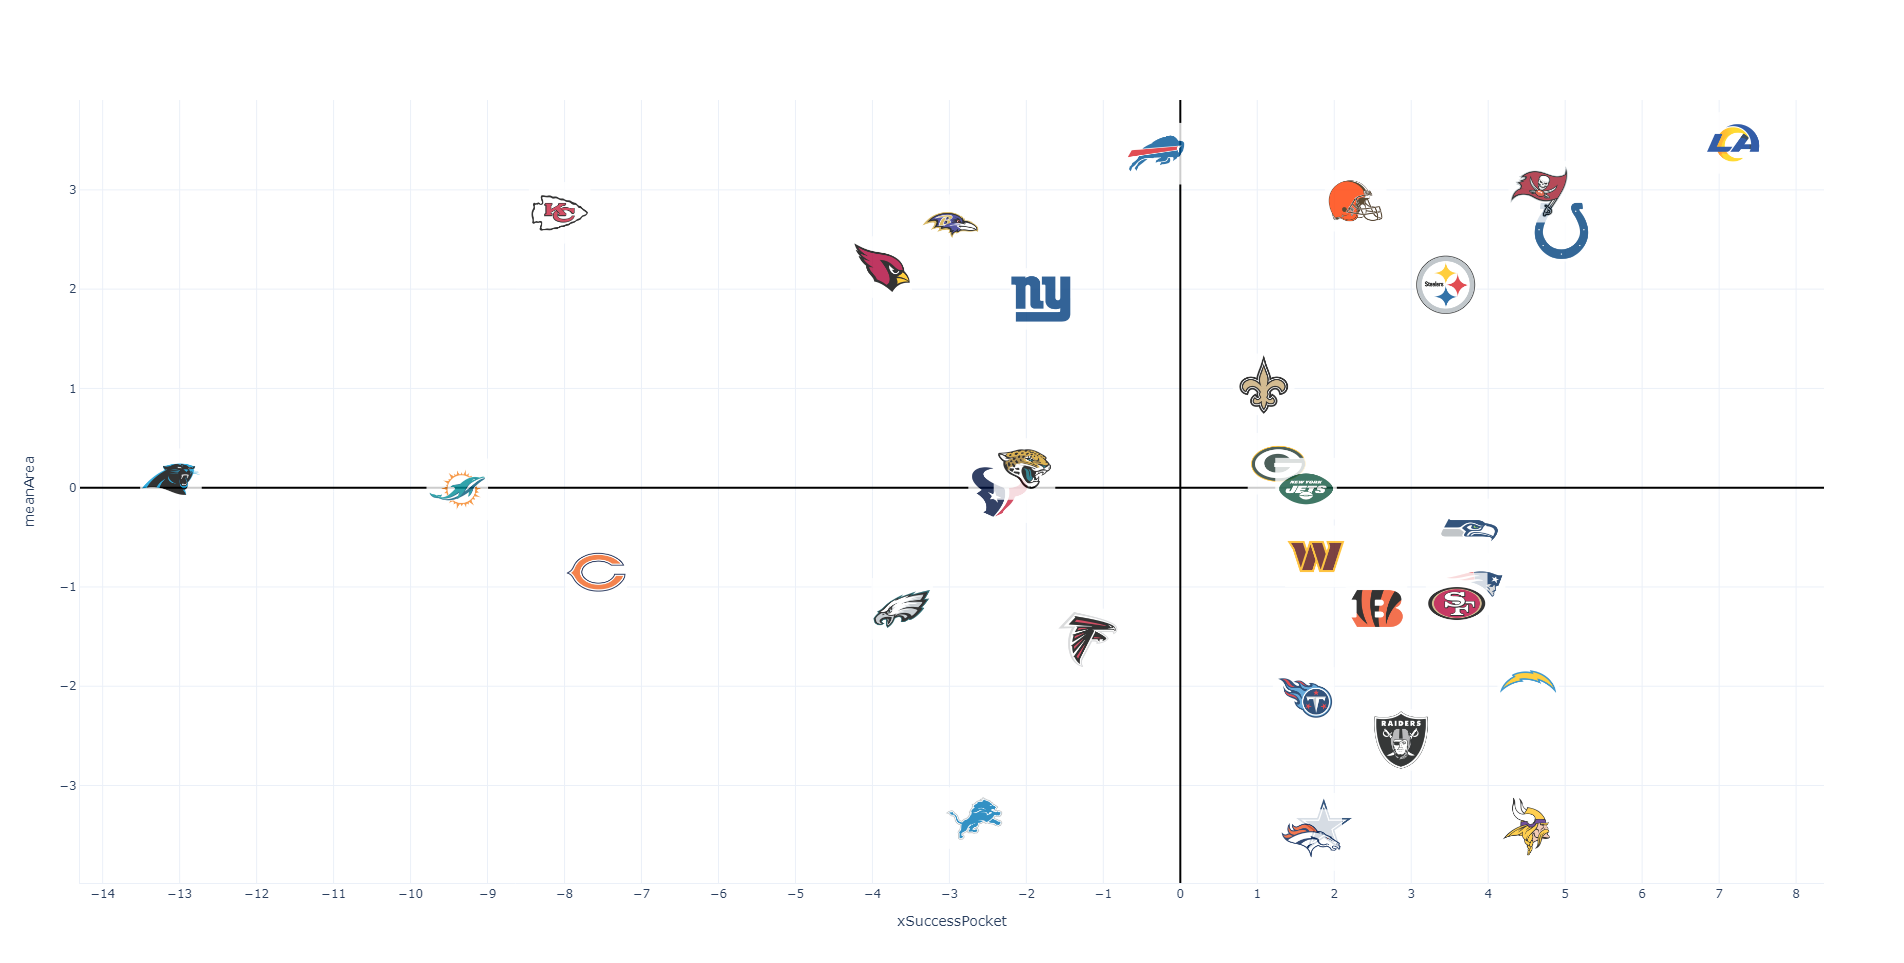 3
KC
B
ny
Steelers
2
1
0
NEW YORK
JETS
W
−1
B
SF
C
T
−2
RAIDERS
−3
−14 −13 −12 −11 −10 −9 −8 −7 −6 −5 −4 −3 −2 −1 0 1 2 3 4 5 6 7 8
xSuccessPocket
meanArea
LA
G